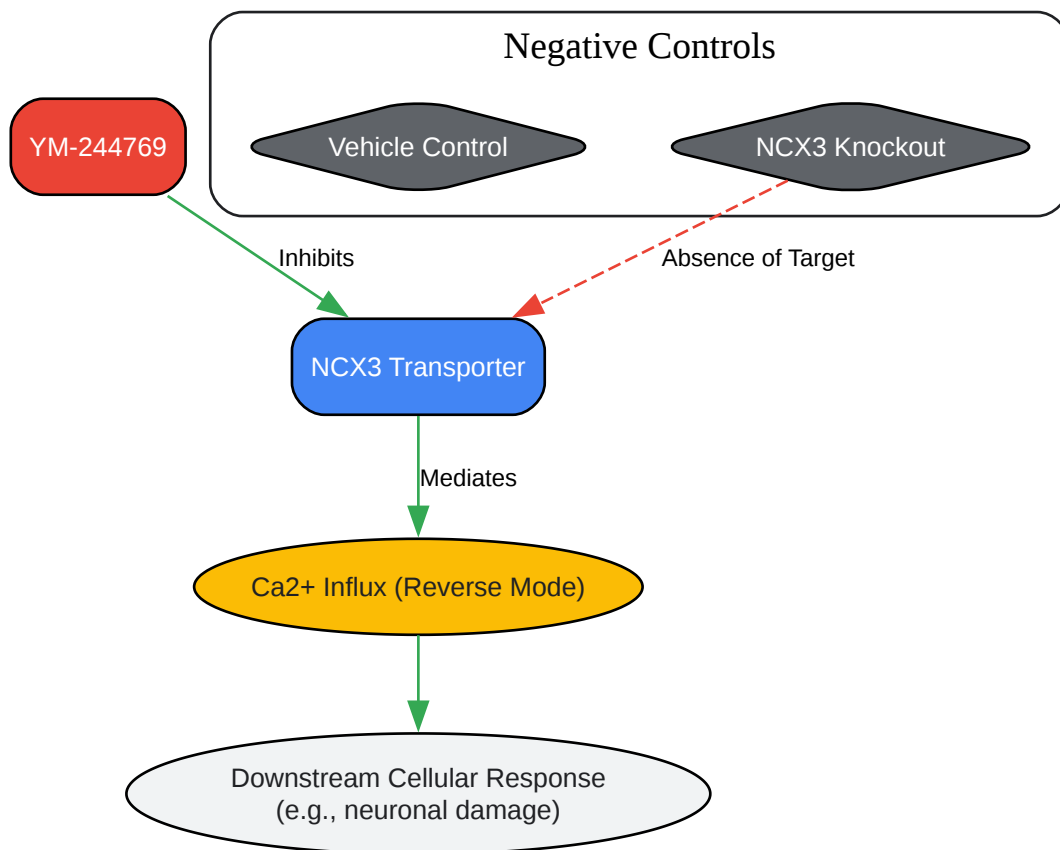 Negative Controls
YM-244769
Vehicle Control
NCX3 Knockout
Inhibits
Absence of Target
NCX3 Transporter
Mediates
Ca2+ Influx (Reverse Mode)
Downstream Cellular Response
(e.g., neuronal damage)